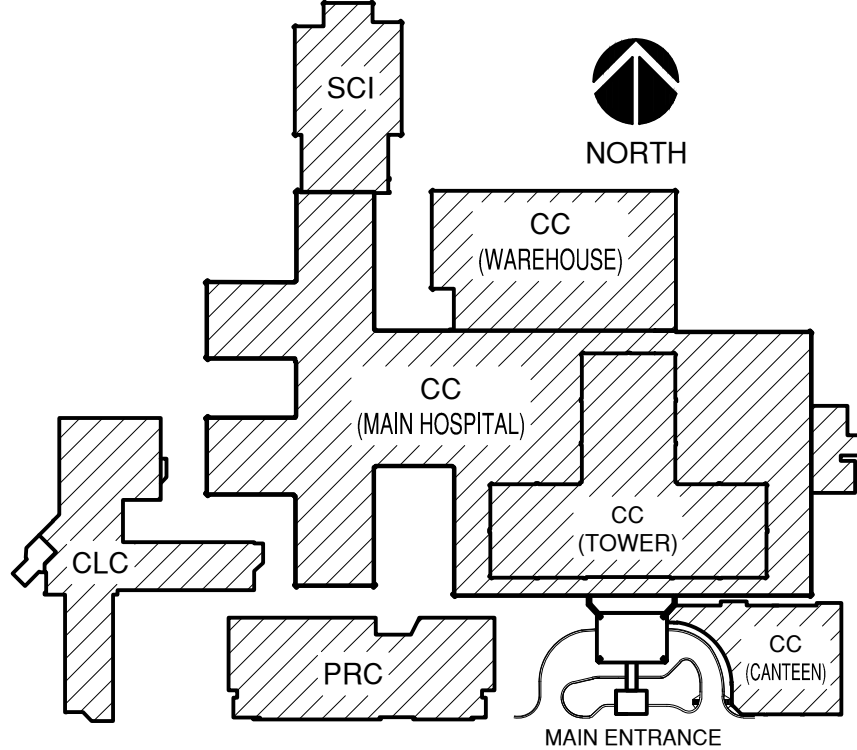 SCI
NORTH
CC
(WAREHOUSE)
CC
(MAIN HOSPITAL)
CC
(TOWER)
CLC
PRC
CC
(CANTEEN)
MAIN ENTRANCE